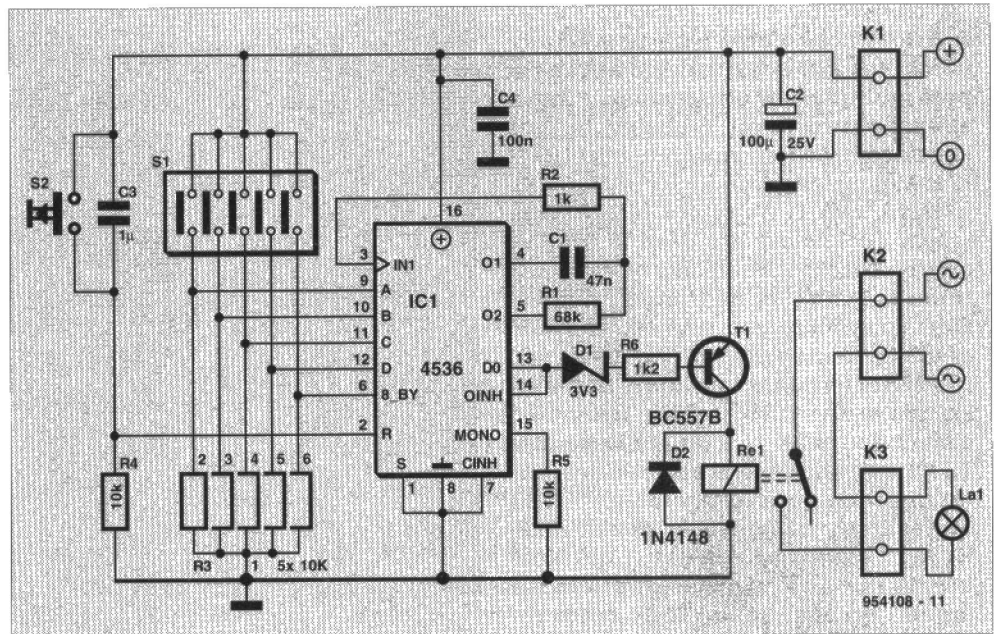 K1
+
C4
100n
C2
100µ 25V
0
S1
S2
C3
1µ
R2
1k
16
+
3
IN1
C1
4
O1
47n
K2
~
9
A
IC1
R1
5
O2
68k
10
B
11
C
12
D
4536
13
D0
D1
R6
T1
1k2
3V3
~
6
8_BY
14
OINH
BC557B
2
R
15
MONO
K3
S
CINH
1
8
7
R4
10k
2 3 4 5 6
R5
10k
D2
Re1
La1
1N4148
R3 1 5x 10K
954108 - 11